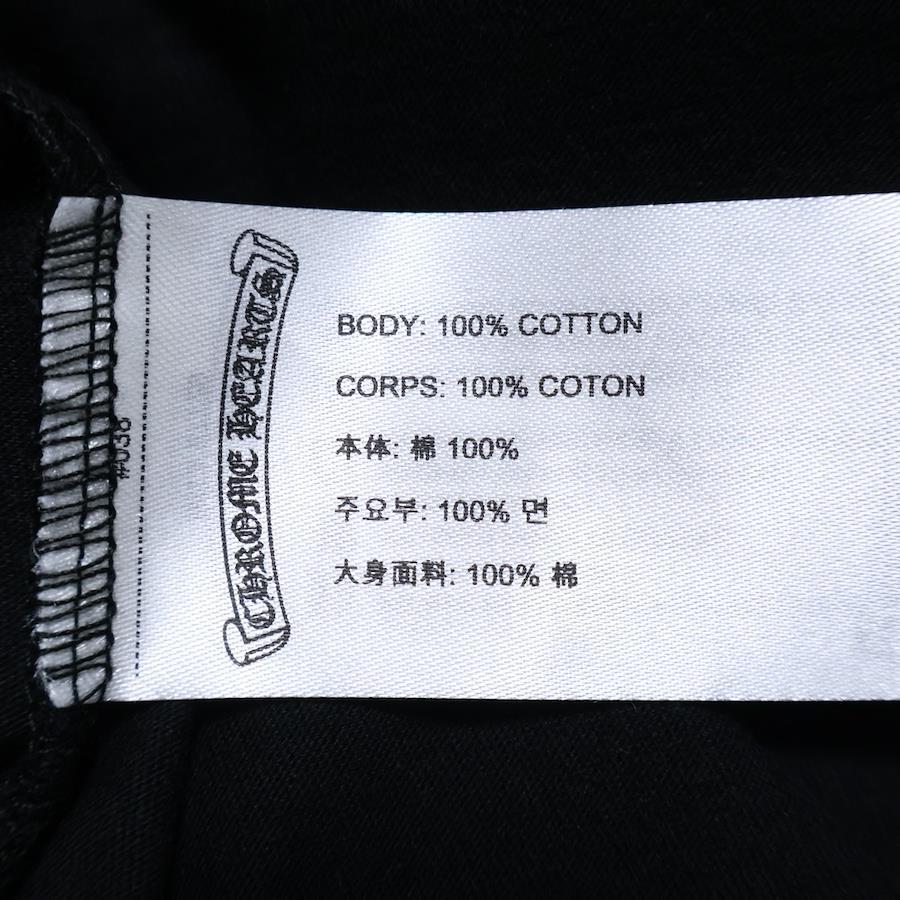 CHROME HEARTS
BODY: 100% COTTON
CORPS: 100% COTON
本体: 棉 100%
주요부: 100% 면
大身面料: 100% 棉
#038